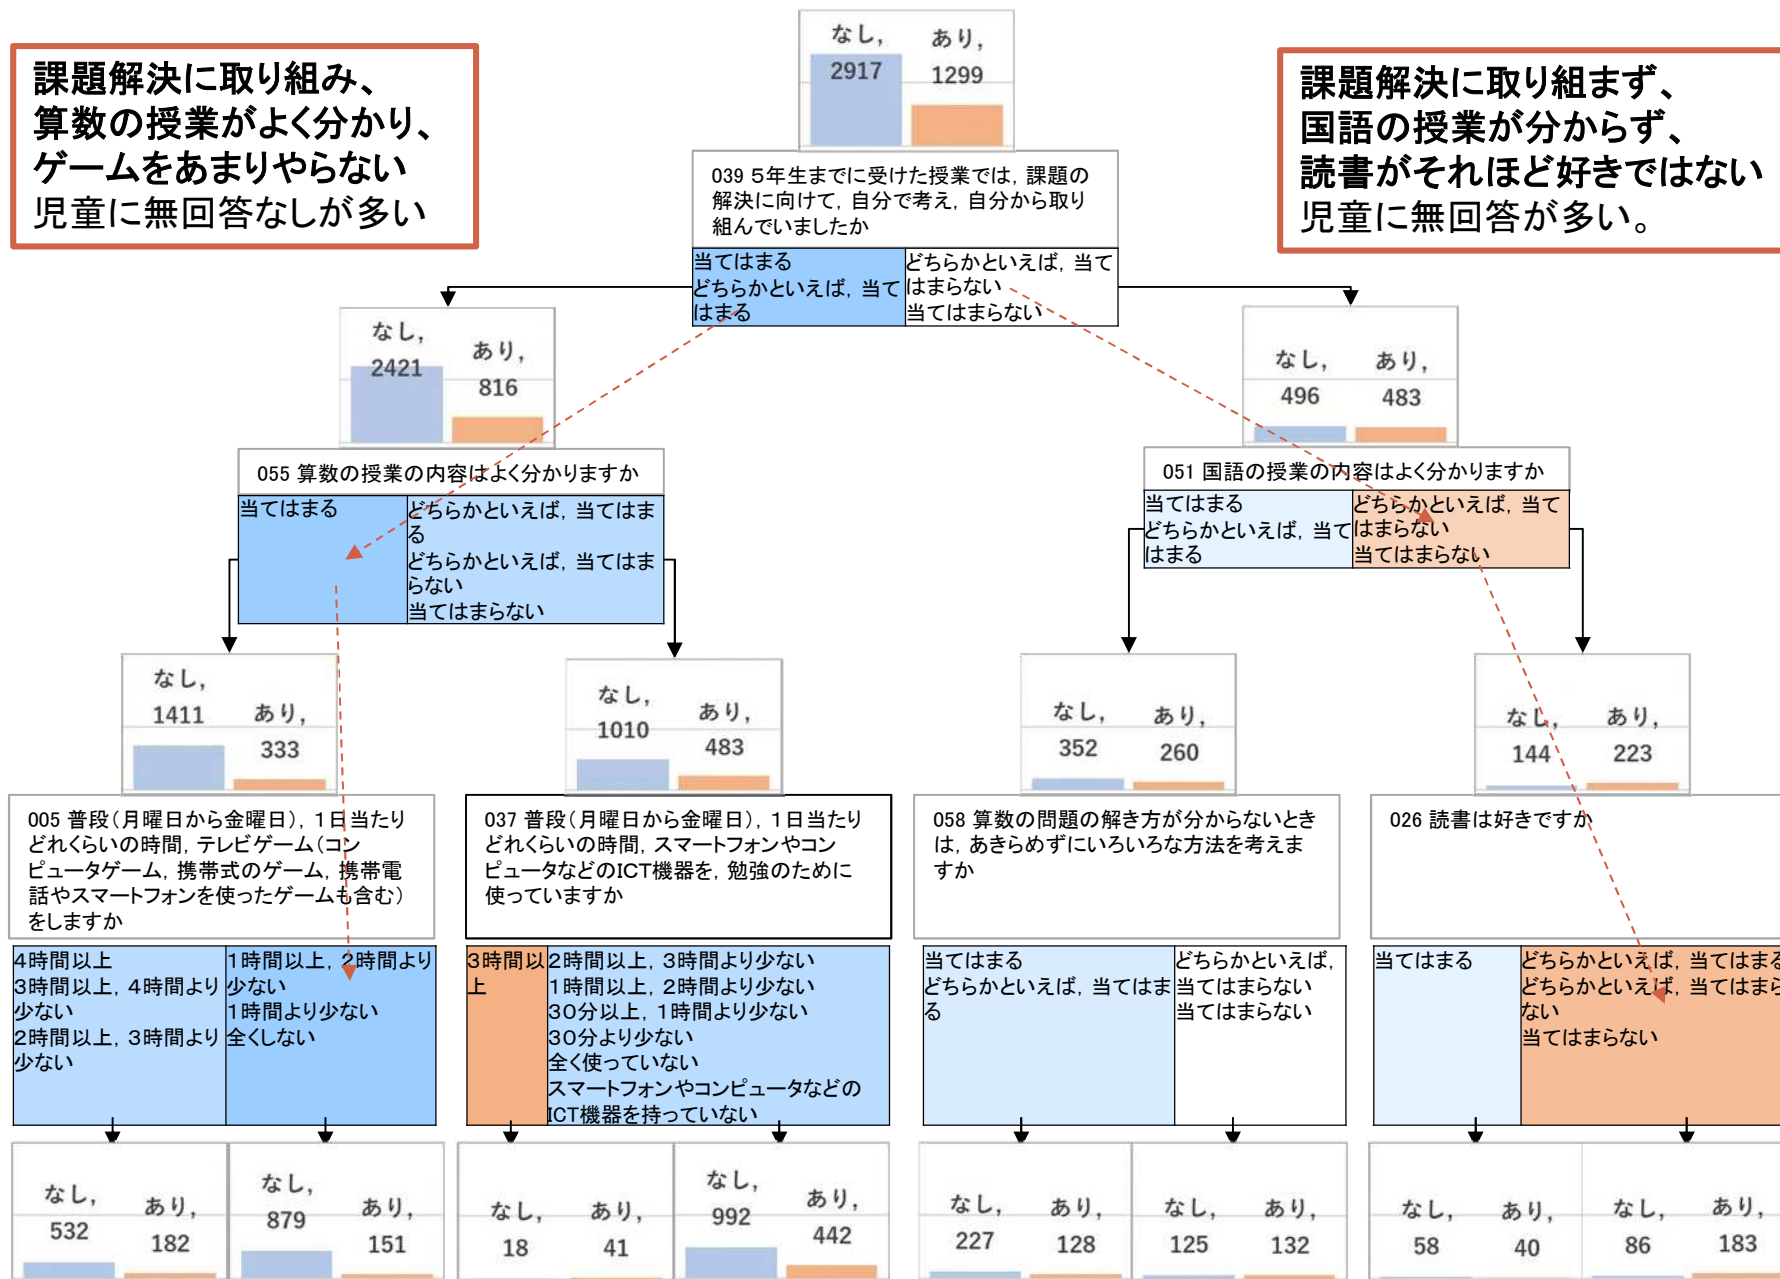 課題解決に取り組み、
算数の授業がよく分かり、
ゲームをあまりやらない
児童に無回答なしが多い
なし,
2917
あり,
1299
課題解決に取り組まず、
国語の授業が分からず、
読書がそれほど好きではない
児童に無回答が多い。
039 5年生までに受けた授業では, 課題の
解決に向けて, 自分で考え, 自分から取り
組んでいましたか
当てはまる
どちらかといえば, 当て
はまる
どちらかといえば, 当て
はまらない
当てはまらない
なし,
2421
あり,
816
なし,
496
あり,
483
055 算数の授業の内容はよく分かりますか
当てはまる
どちらかといえば, 当てはま
る
どちらかといえば, 当てはま
らない
当てはまらない
051 国語の授業の内容はよく分かりますか
当てはまる
どちらかといえば, 当て
はまる
どちらかといえば, 当て
はまらない
当てはまらない
なし,
1411
あり,
333
なし,
1010
あり,
483
なし,
352
あり,
260
なし,
144
あり,
223
005 普段（月曜日から金曜日）, 1日当たり
どれくらいの時間, テレビゲーム（コン
ピュータゲーム, 携帯式のゲーム, 携帯電
話やスマートフォンを使ったゲームも含む）
をしますか
4時間以上
3時間以上, 4時間より
少ない
2時間以上, 3時間より
少ない
1時間以上, 2時間より
少ない
1時間より少ない
全くしない
037 普段（月曜日から金曜日）, 1日当たり
どれくらいの時間, スマートフォンやコン
ピュータなどのICT機器を, 勉強のために
使っていますか
3時間以
上
2時間以上, 3時間より少ない
1時間以上, 2時間より少ない
30分以上, 1時間より少ない
30分より少ない
全く使っていない
スマートフォンやコンピュータなどの
ICT機器を持っていない
058 算数の問題の解き方が分からないとき
は, あきらめずにいろいろな方法を考えま
すか
当てはまる
どちらかといえば, 当てはま
る
どちらかといえば,
当てはまらない
当てはまらない
026 読書は好きですか
当てはまる
どちらかといえば, 当てはまる
どちらかといえば, 当てはまら
ない
当てはまらない
なし,
532
あり,
182
なし,
879
あり,
151
なし,
18
あり,
41
なし,
992
あり,
442
なし,
227
あり,
128
なし,
125
あり,
132
なし,
58
あり,
40
なし,
86
あり,
183